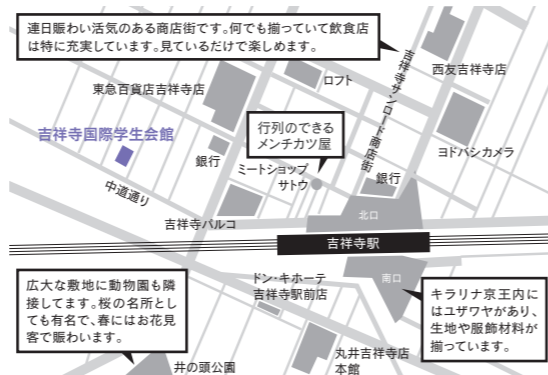 連日賑わい活気のある商店街です。何でも揃っていて飲食店
は特に充実しています。見ているだけで楽しめます。
吉祥寺サンロード商店街
西友吉祥寺店
ロフト
東急百貨店吉祥寺店
吉祥寺国際学生会館
行列のできる
メンチカツ屋
ヨドバシカメラ
銀行
ミートショップ
サトウ
銀行
中道通り
吉祥寺パルコ
北口
吉祥寺駅
南口
ドン・キホーテ
吉祥寺駅前店
広大な敷地に動物園も隣
接してます。桜の名所とし
ても有名で、春にはお花見
客で賑わいます。
キラリナ京王内に
はユザワヤがあり、
生地や服飾材料が
揃っています。
井の頭公園
丸井吉祥寺店
本館